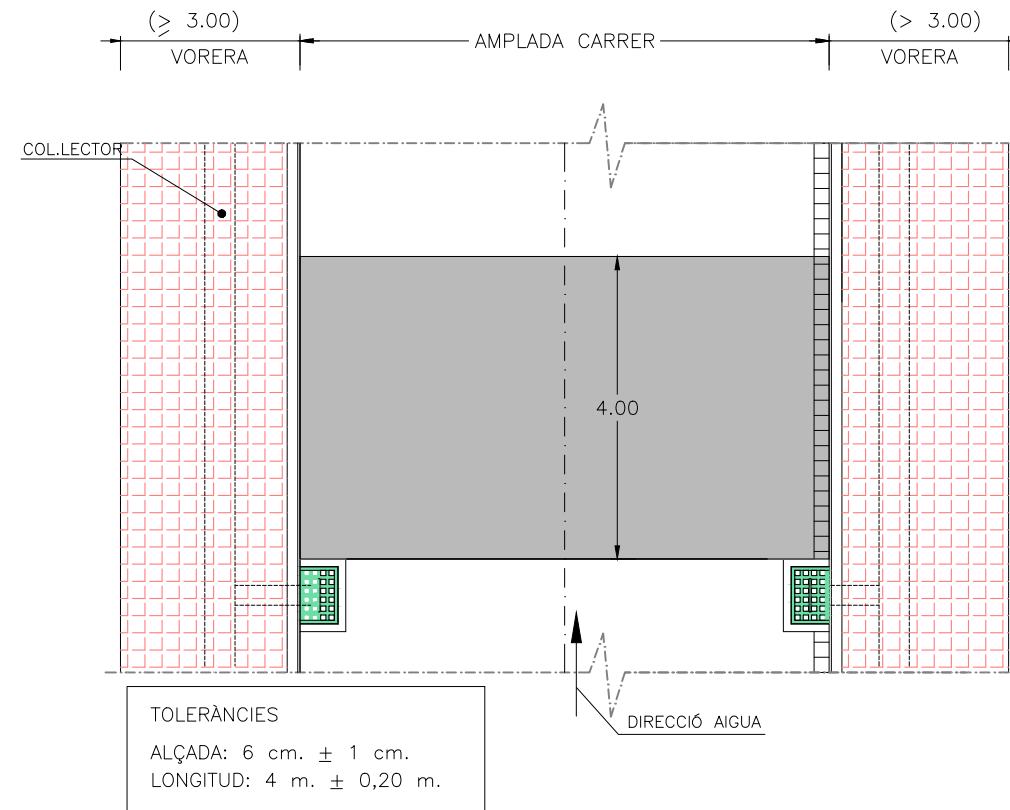 (≥ 3.00)
VORERA
AMPLADA CARRER
(> 3.00)
VORERA
COL.LECTOR
4.00
DIRECCIÓ AIGUA
TOLERÀNCIES
ALÇADA: 6 cm. ± 1 cm.
LONGITUD: 4 m. ± 0,20 m.